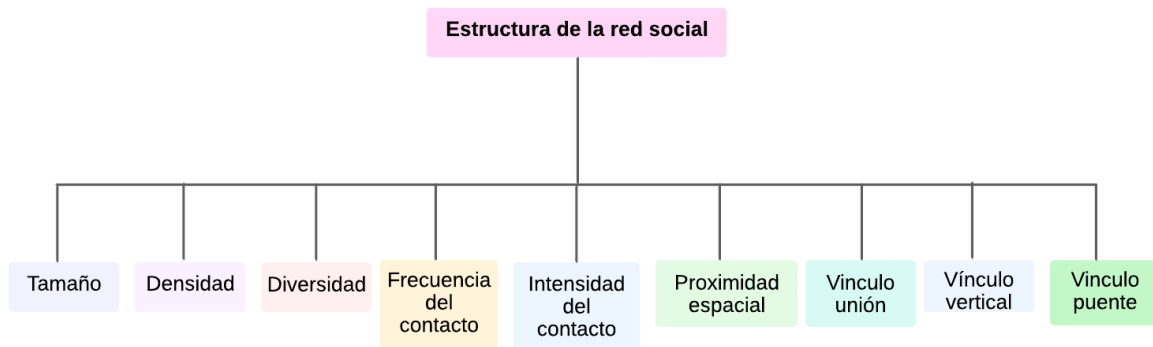 Estructura de la red social
Tamaño
Densidad
Diversidad
Frecuencia
del
contacto
Intensidad
del
contacto
Proximidad
espacial
Vinculo
unión
Vínculo
vertical
Vinculo
puente